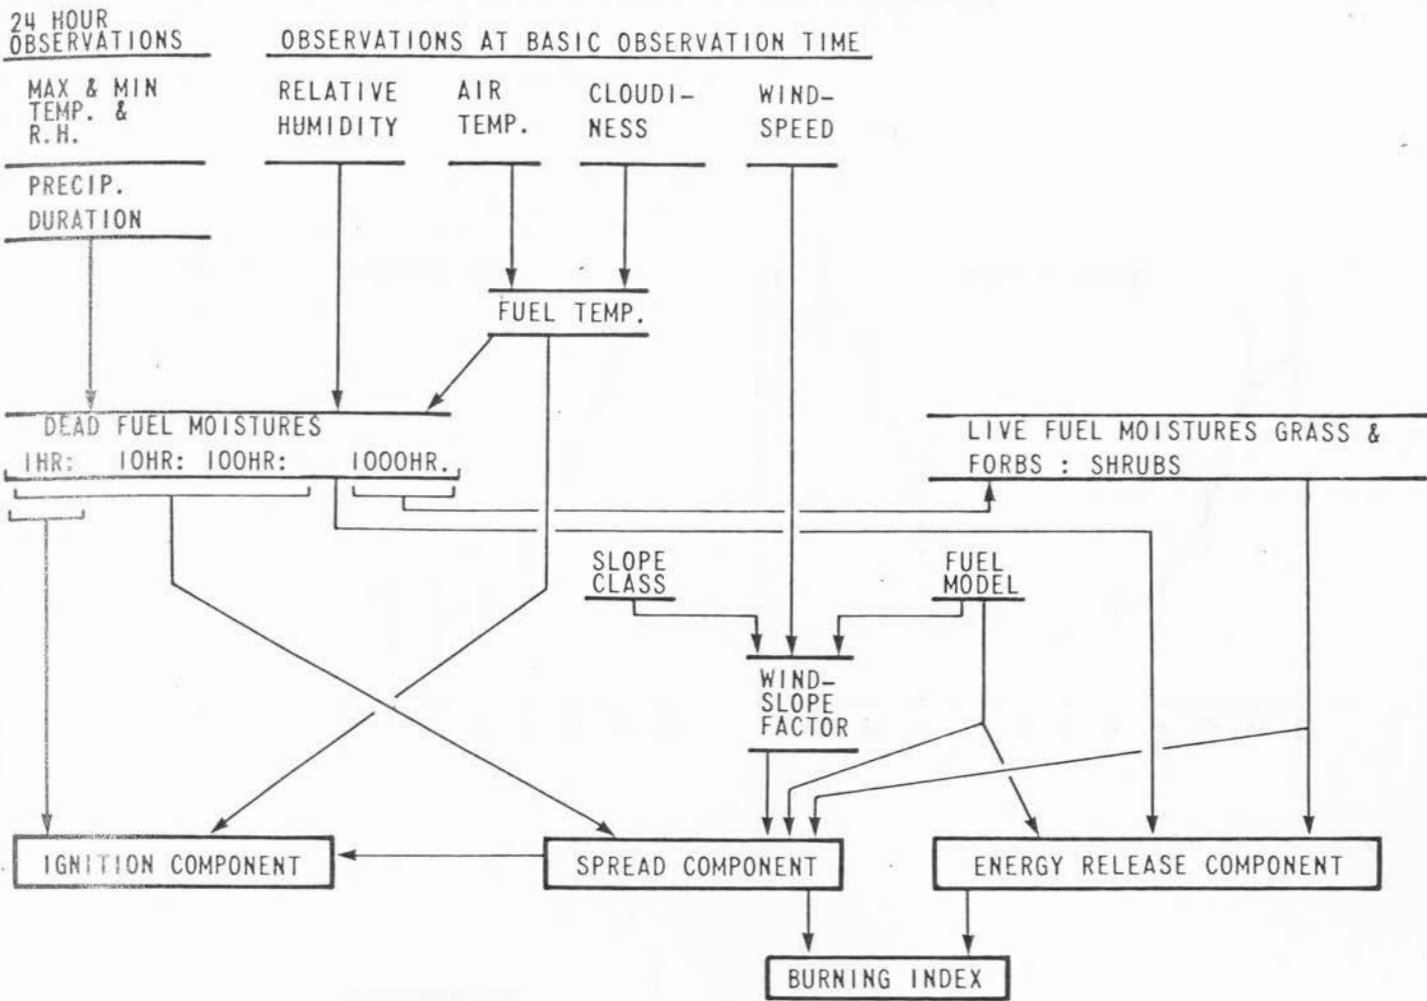 24 HOUR
OBSERVATIONS
OBSERVATIONS AT BASIC OBSERVATION TIME
MAX & MIN
TEMP. &
R.H.
RELATIVE
HUMIDITY
AIR
TEMP.
CLOUDI-
NESS
WIND-
SPEED
PRECIP.
DURATION
FUEL TEMP.
DEAD FUEL MOISTURES
1HR: 10HR: 100HR: 1000HR.
LIVE FUEL MOISTURES GRASS &
FORBS : SHRUBS
SLOPE
CLASS
FUEL
MODEL
WIND-
SLOPE
FACTOR
IGNITION COMPONENT
SPREAD COMPONENT
ENERGY RELEASE COMPONENT
BURNING INDEX